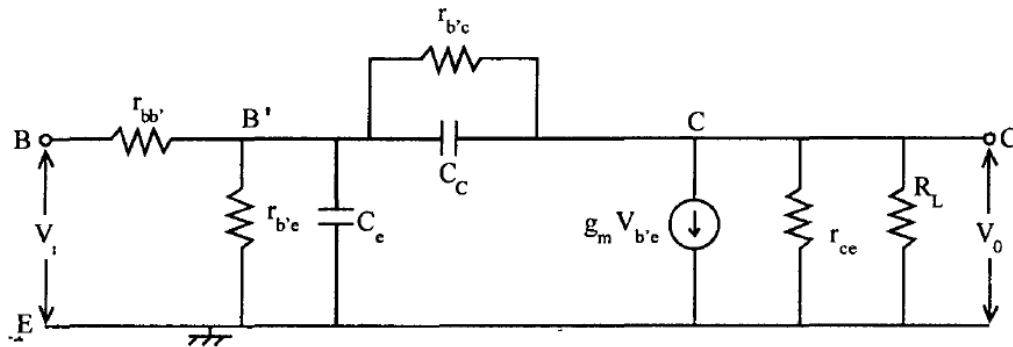 r_b'c
r_bb'
B'
B
C_C
C
C
V_i
r_b'e
C_e
g_m V_b'e
r_ce
R_L
V_0
E